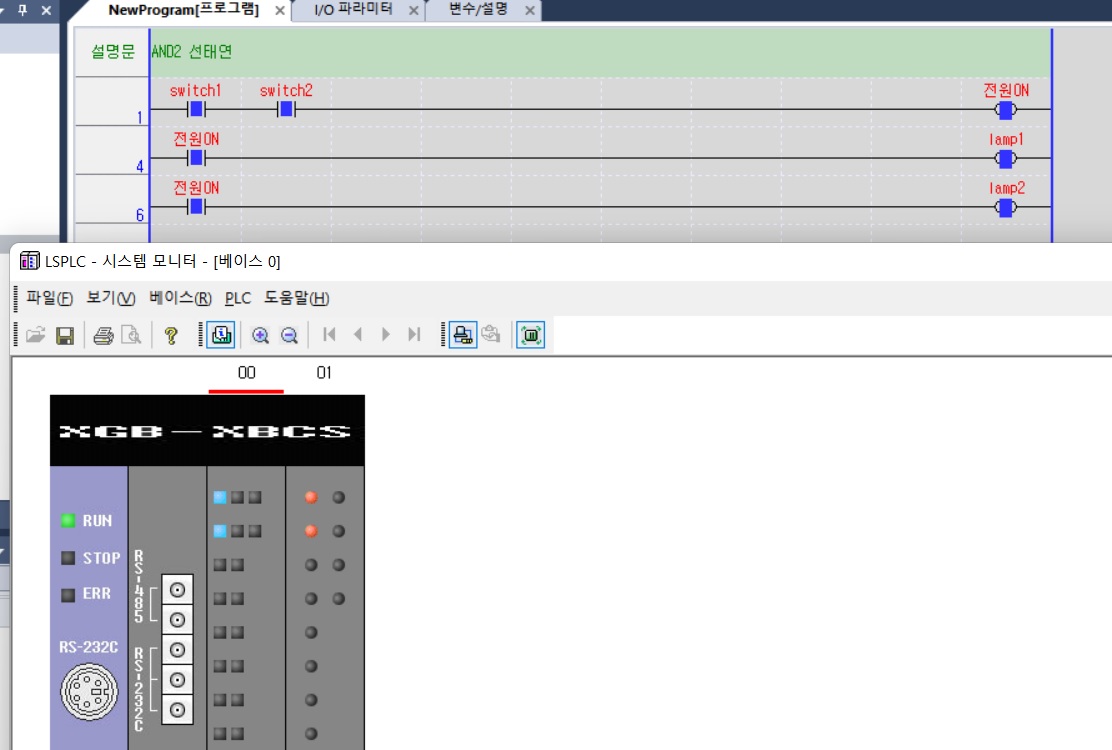 NewProgram[프로그램]
I/O 파라미터
변수/설명
설명문
AND2 선태연
switch1
switch2
전원ON
1
전원ON
lamp1
4
전원ON
lamp2
6
LSPLC - 시스템 모니터 - [베이스 0]
파일(F) 보기(V) 베이스(R) PLC 도움말(H)
00
01
XGB-XBCS
RUN
STOP
ERR
RS-485
RS-232C
RS-232C